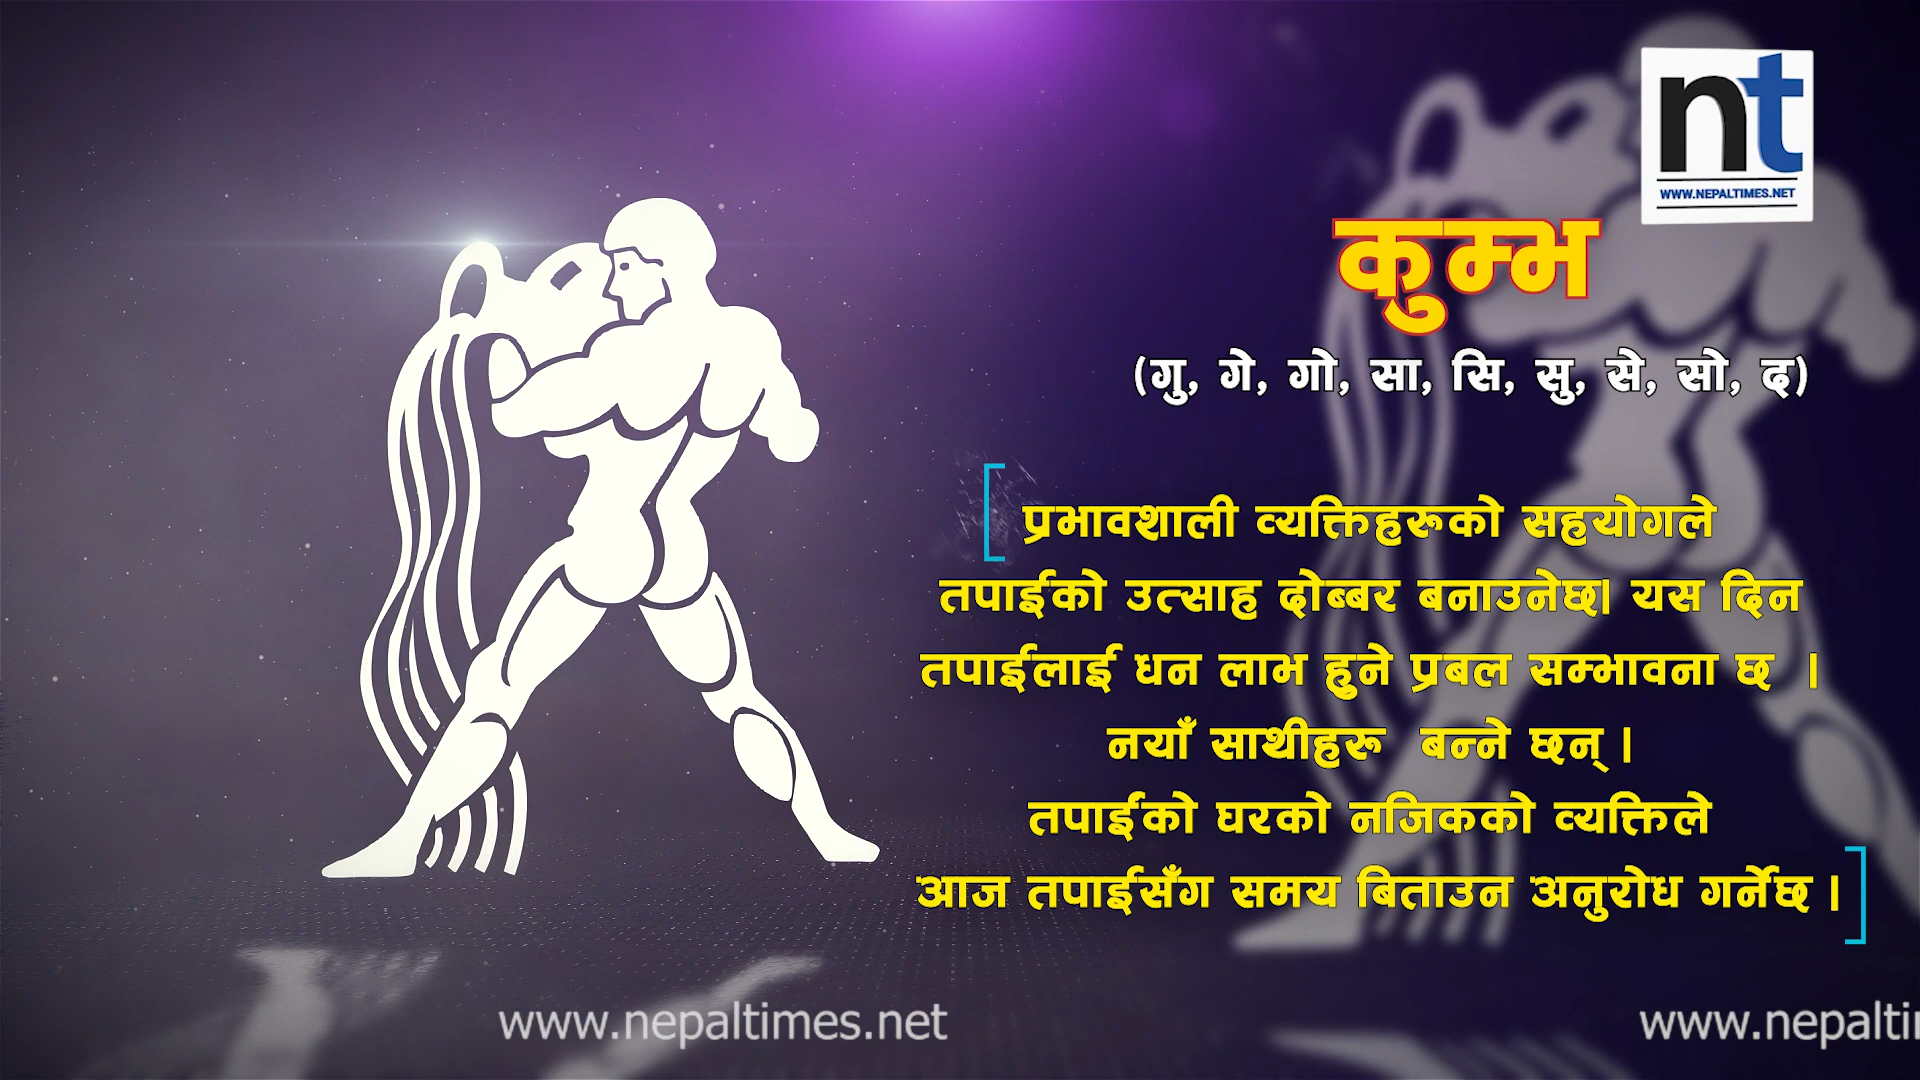 nt
WWW.NEPALTIMES.NET
कुम्भ
(गु, गे, गो, सा, सि, सु, से, सो, द)
प्रभावशाली व्यक्तिहरूको सहयोगले
तपाईको उत्साह दोब्बर बनाउनेछ। यस दिन
तपाईलाई धन लाभ हुने प्रबल सम्भावना छ ।
नयाँ साथीहरू बन्ने छन् ।
तपाईको घरको नजिकको व्यक्तिले
आज तपाईसँग समय बिताउन अनुरोध गर्नेछ ।
www.nepaltimes.net
www.nepalti